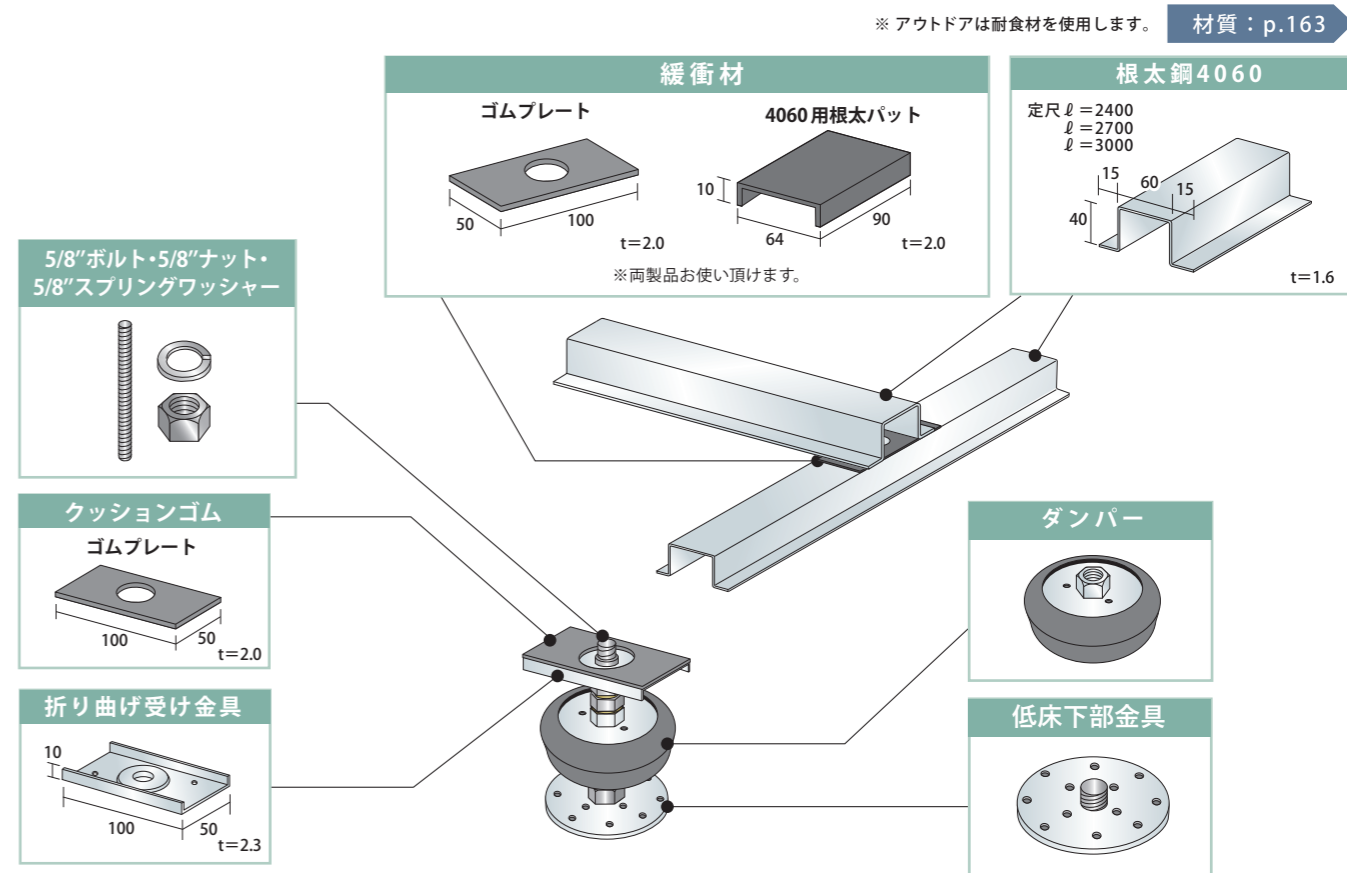 ※ アウトドアは耐食材を使用します。
材質：p.163
緩衝材
ゴムプレート
50
100
t＝2.0
4060用根太パット
10
64
90
t＝2.0
※両製品お使い頂けます。
根太鋼4060
定尺ℓ＝2400
ℓ＝2700
ℓ＝3000
15
60
15
40
t＝1.6
5/8”ボルト・5/8”ナット・
5/8”スプリングワッシャー
クッションゴム
ゴムプレート
100
50
t＝2.0
折り曲げ受け金具
10
100
50
t＝2.3
ダンパー
低床下部金具